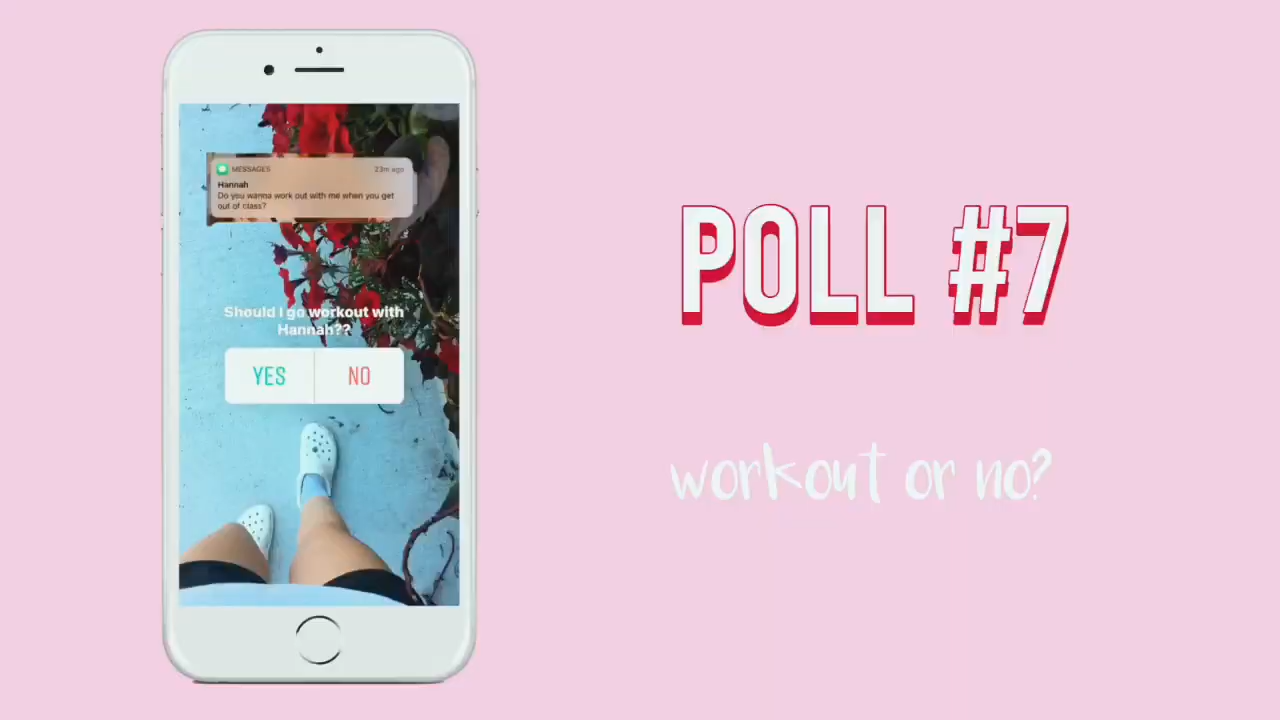 MESSAGES 23m ago
Hannah
Do you wanna work out with me when you get
out of class?
Should I go workout with
Hannah??
YES NO
POLL #7
workout or no?